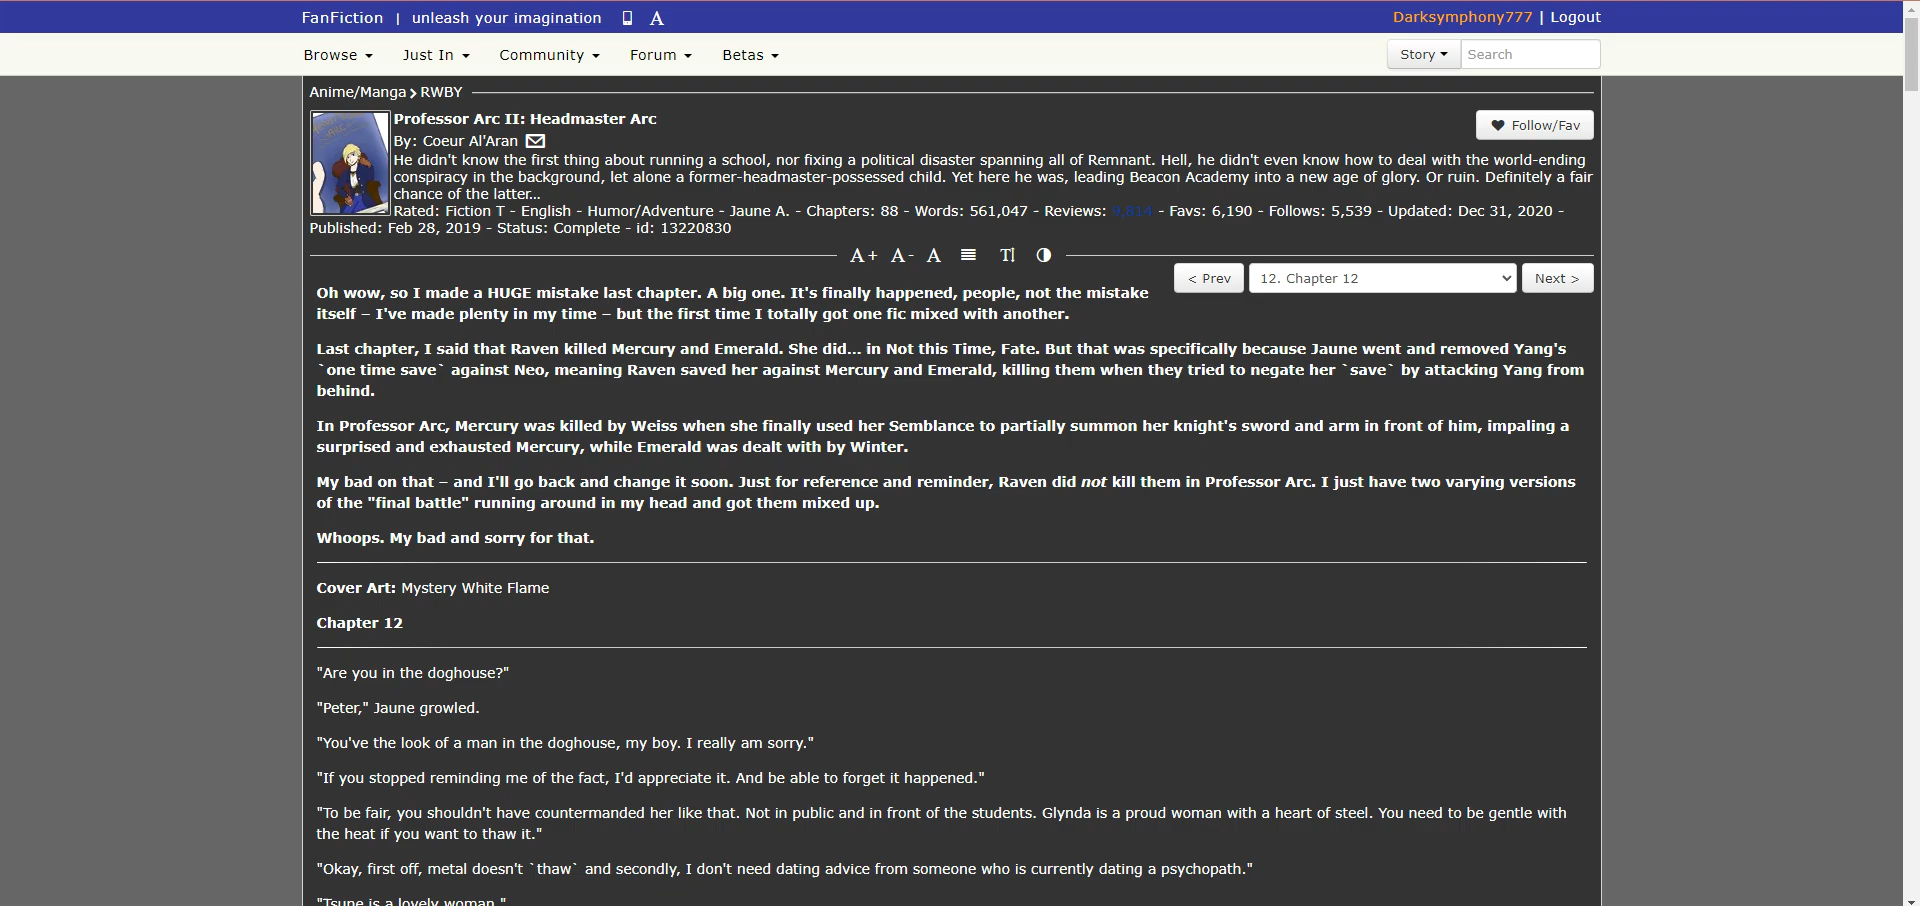 FanFiction | unleash your imagination A
Darksymphony777 | Logout
Browse Just In Community Forum Betas
Story Search
Anime/Manga > RWBY
Professor Arc II: Headmaster Arc
Follow/Fav
By: Coeur Al'Aran
He didn't know the first thing about running a school, nor fixing a political disaster spanning all of Remnant. Hell, he didn't even know how to deal with the world-ending
conspiracy in the background, let alone a former-headmaster-possessed child. Yet here he was, leading Beacon Academy into a new age of glory. Or ruin. Definitely a fair
chance of the latter...
Rated: Fiction T - English - Humor/Adventure - Jaune A. - Chapters: 88 - Words: 561,047 - Reviews: 9,814 - Favs: 6,190 - Follows: 5,539 - Updated: Dec 31, 2020 -
Published: Feb 28, 2019 - Status: Complete - id: 13220830
A+ A- A
< Prev 12. Chapter 12 Next >
Oh wow, so I made a HUGE mistake last chapter. A big one. It's finally happened, people, not the mistake
itself – I've made plenty in my time – but the first time I totally got one fic mixed with another.
Last chapter, I said that Raven killed Mercury and Emerald. She did... in Not this Time, Fate. But that was specifically because Jaune went and removed Yang's
`one time save` against Neo, meaning Raven saved her against Mercury and Emerald, killing them when they tried to negate her `save` by attacking Yang from
behind.
In Professor Arc, Mercury was killed by Weiss when she finally used her Semblance to partially summon her knight's sword and arm in front of him, impaling a
surprised and exhausted Mercury, while Emerald was dealt with by Winter.
My bad on that – and I'll go back and change it soon. Just for reference and reminder, Raven did not kill them in Professor Arc. I just have two varying versions
of the "final battle" running around in my head and got them mixed up.
Whoops. My bad and sorry for that.
Cover Art: Mystery White Flame
Chapter 12
"Are you in the doghouse?"
"Peter," Jaune growled.
"You've the look of a man in the doghouse, my boy. I really am sorry."
"If you stopped reminding me of the fact, I'd appreciate it. And be able to forget it happened."
"To be fair, you shouldn't have countermanded her like that. Not in public and in front of the students. Glynda is a proud woman with a heart of steel. You need to be gentle with
the heat if you want to thaw it."
"Okay, first off, metal doesn't `thaw` and secondly, I don't need dating advice from someone who is currently dating a psychopath."
"Tsune is a lovely woman."